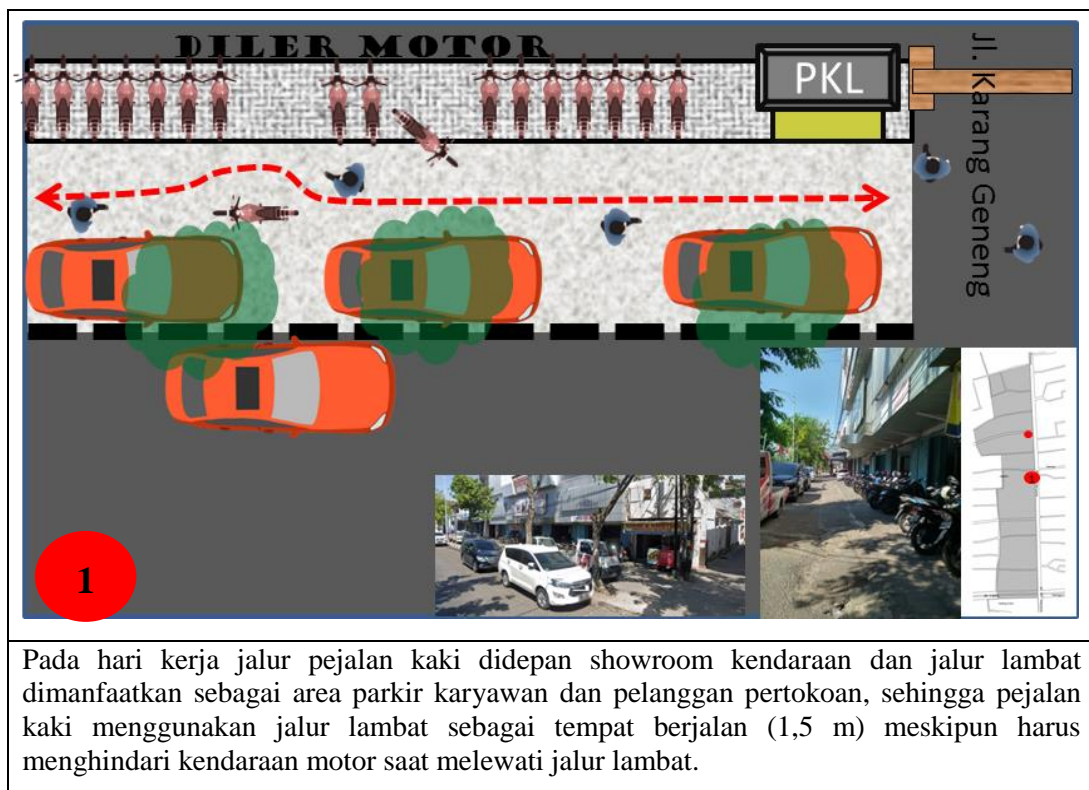 DILER MOTOR
PKL
Jl. Karang Geneng
1
Pada hari kerja jalur pejalan kaki didepan showroom kendaraan dan jalur lambat
dimanfaatkan sebagai area parkir karyawan dan pelanggan pertokoan, sehingga pejalan
kaki menggunakan jalur lambat sebagai tempat berjalan (1,5 m) meskipun harus
menghindari kendaraan motor saat melewati jalur lambat.